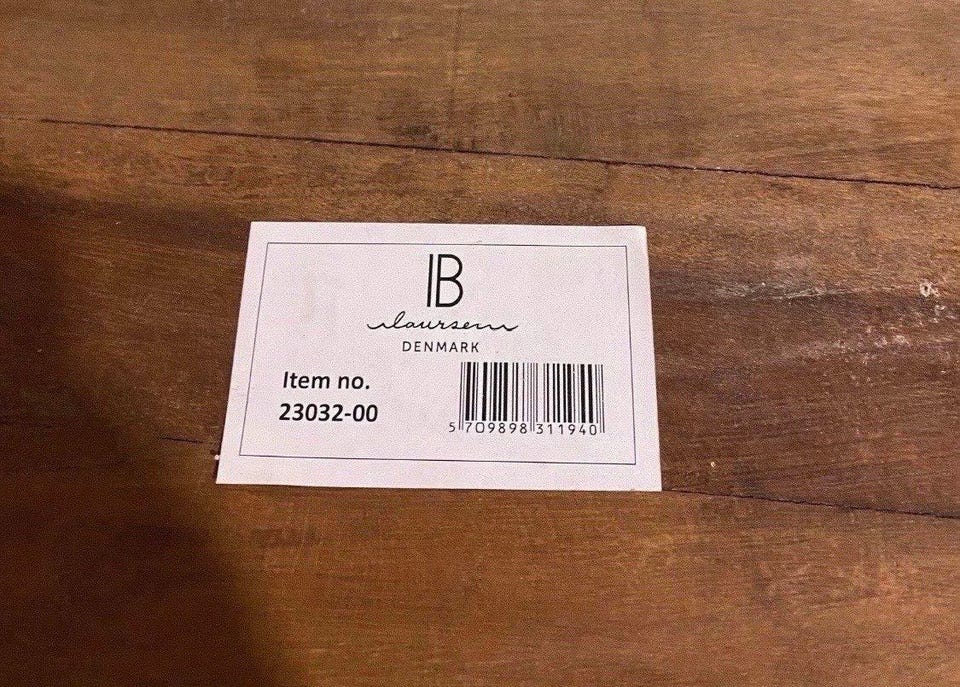 IB
laursen
DENMARK
Item no.
23032-00
5 709898 311940